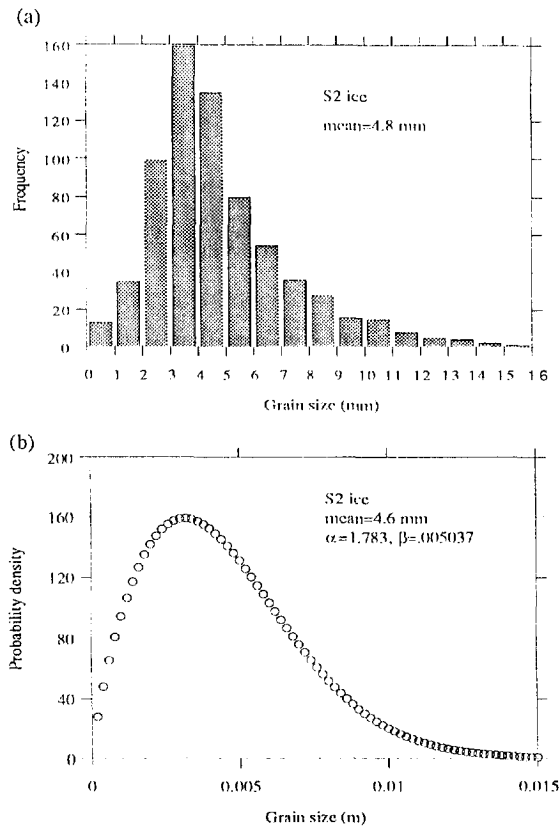 (a)
160
140
120
100
80
60
40
20
0
Frequency
S2 ice
mean=4.8 mm
0 1 2 3 4 5 6 7 8 9 10 11 12 13 14 15 16
Grain size (mm)
(b)
200
160
120
80
40
0
Probability density
S2 ice
mean=4.6 mm
α=1.783, β=.005037
0 0.005 0.01 0.015
Grain size (m)